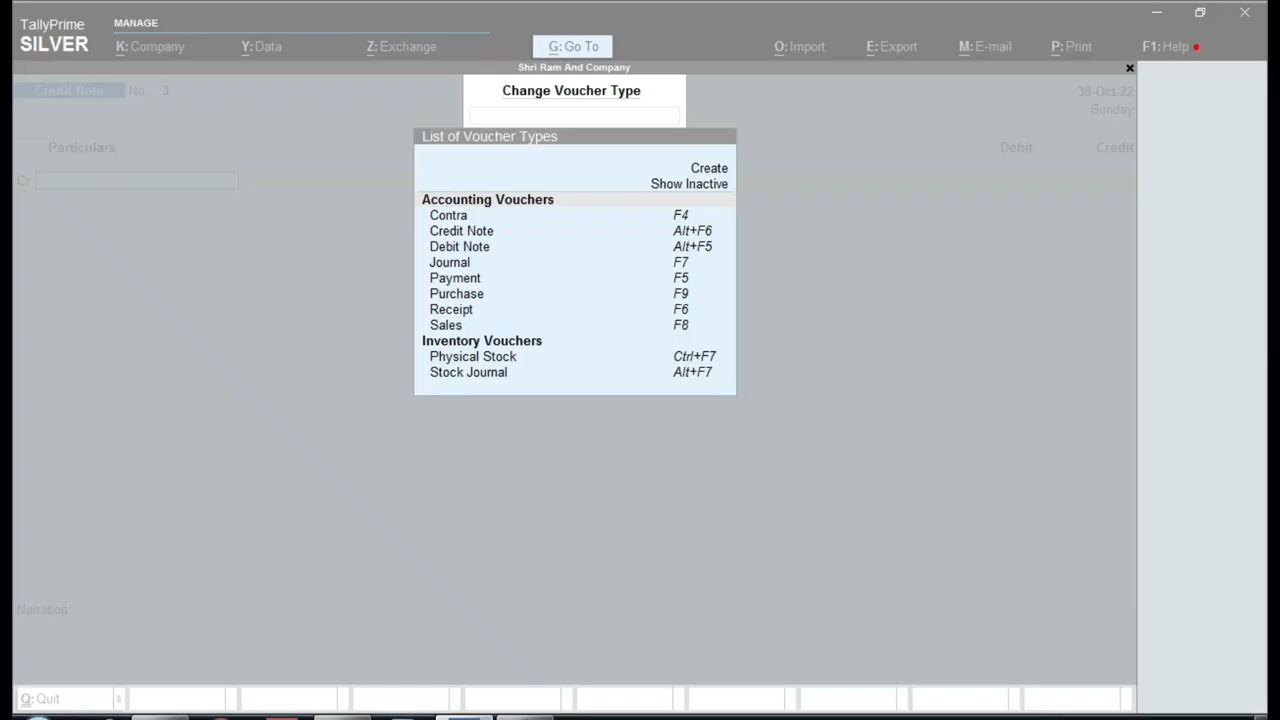 TallyPrime
MANAGE
SILVER
K: Company
Y: Data
Z: Exchange
G: Go To
O: Import
E: Export
M: E-mail
P: Print
F1: Help
Shri Ram And Company
Credit Note No. 3
30-Oct-22
Sunday
Change Voucher Type
Particulars
Debit
Credit
Cr
List of Voucher Types
Create
Show Inactive
Accounting Vouchers
Contra F4
Credit Note Alt+F6
Debit Note Alt+F5
Journal F7
Payment F5
Purchase F9
Receipt F6
Sales F8
Inventory Vouchers
Physical Stock Ctrl+F7
Stock Journal Alt+F7
Narration:
Q: Quit